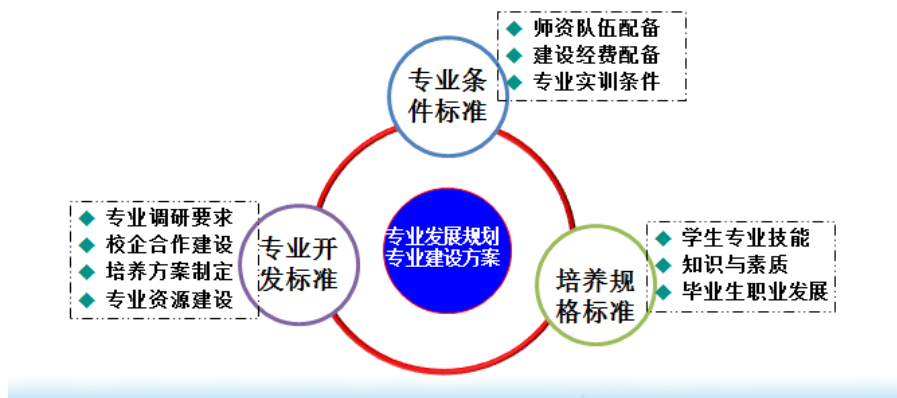 师资队伍配备
建设经费配备
专业实训条件
专业条
件标准
专业调研要求
校企合作建设
培养方案制定
专业资源建设
专业开
发标准
专业发展规划
专业建设方案
学生专业技能
知识与素质
毕业生职业发展
培养规
格标准